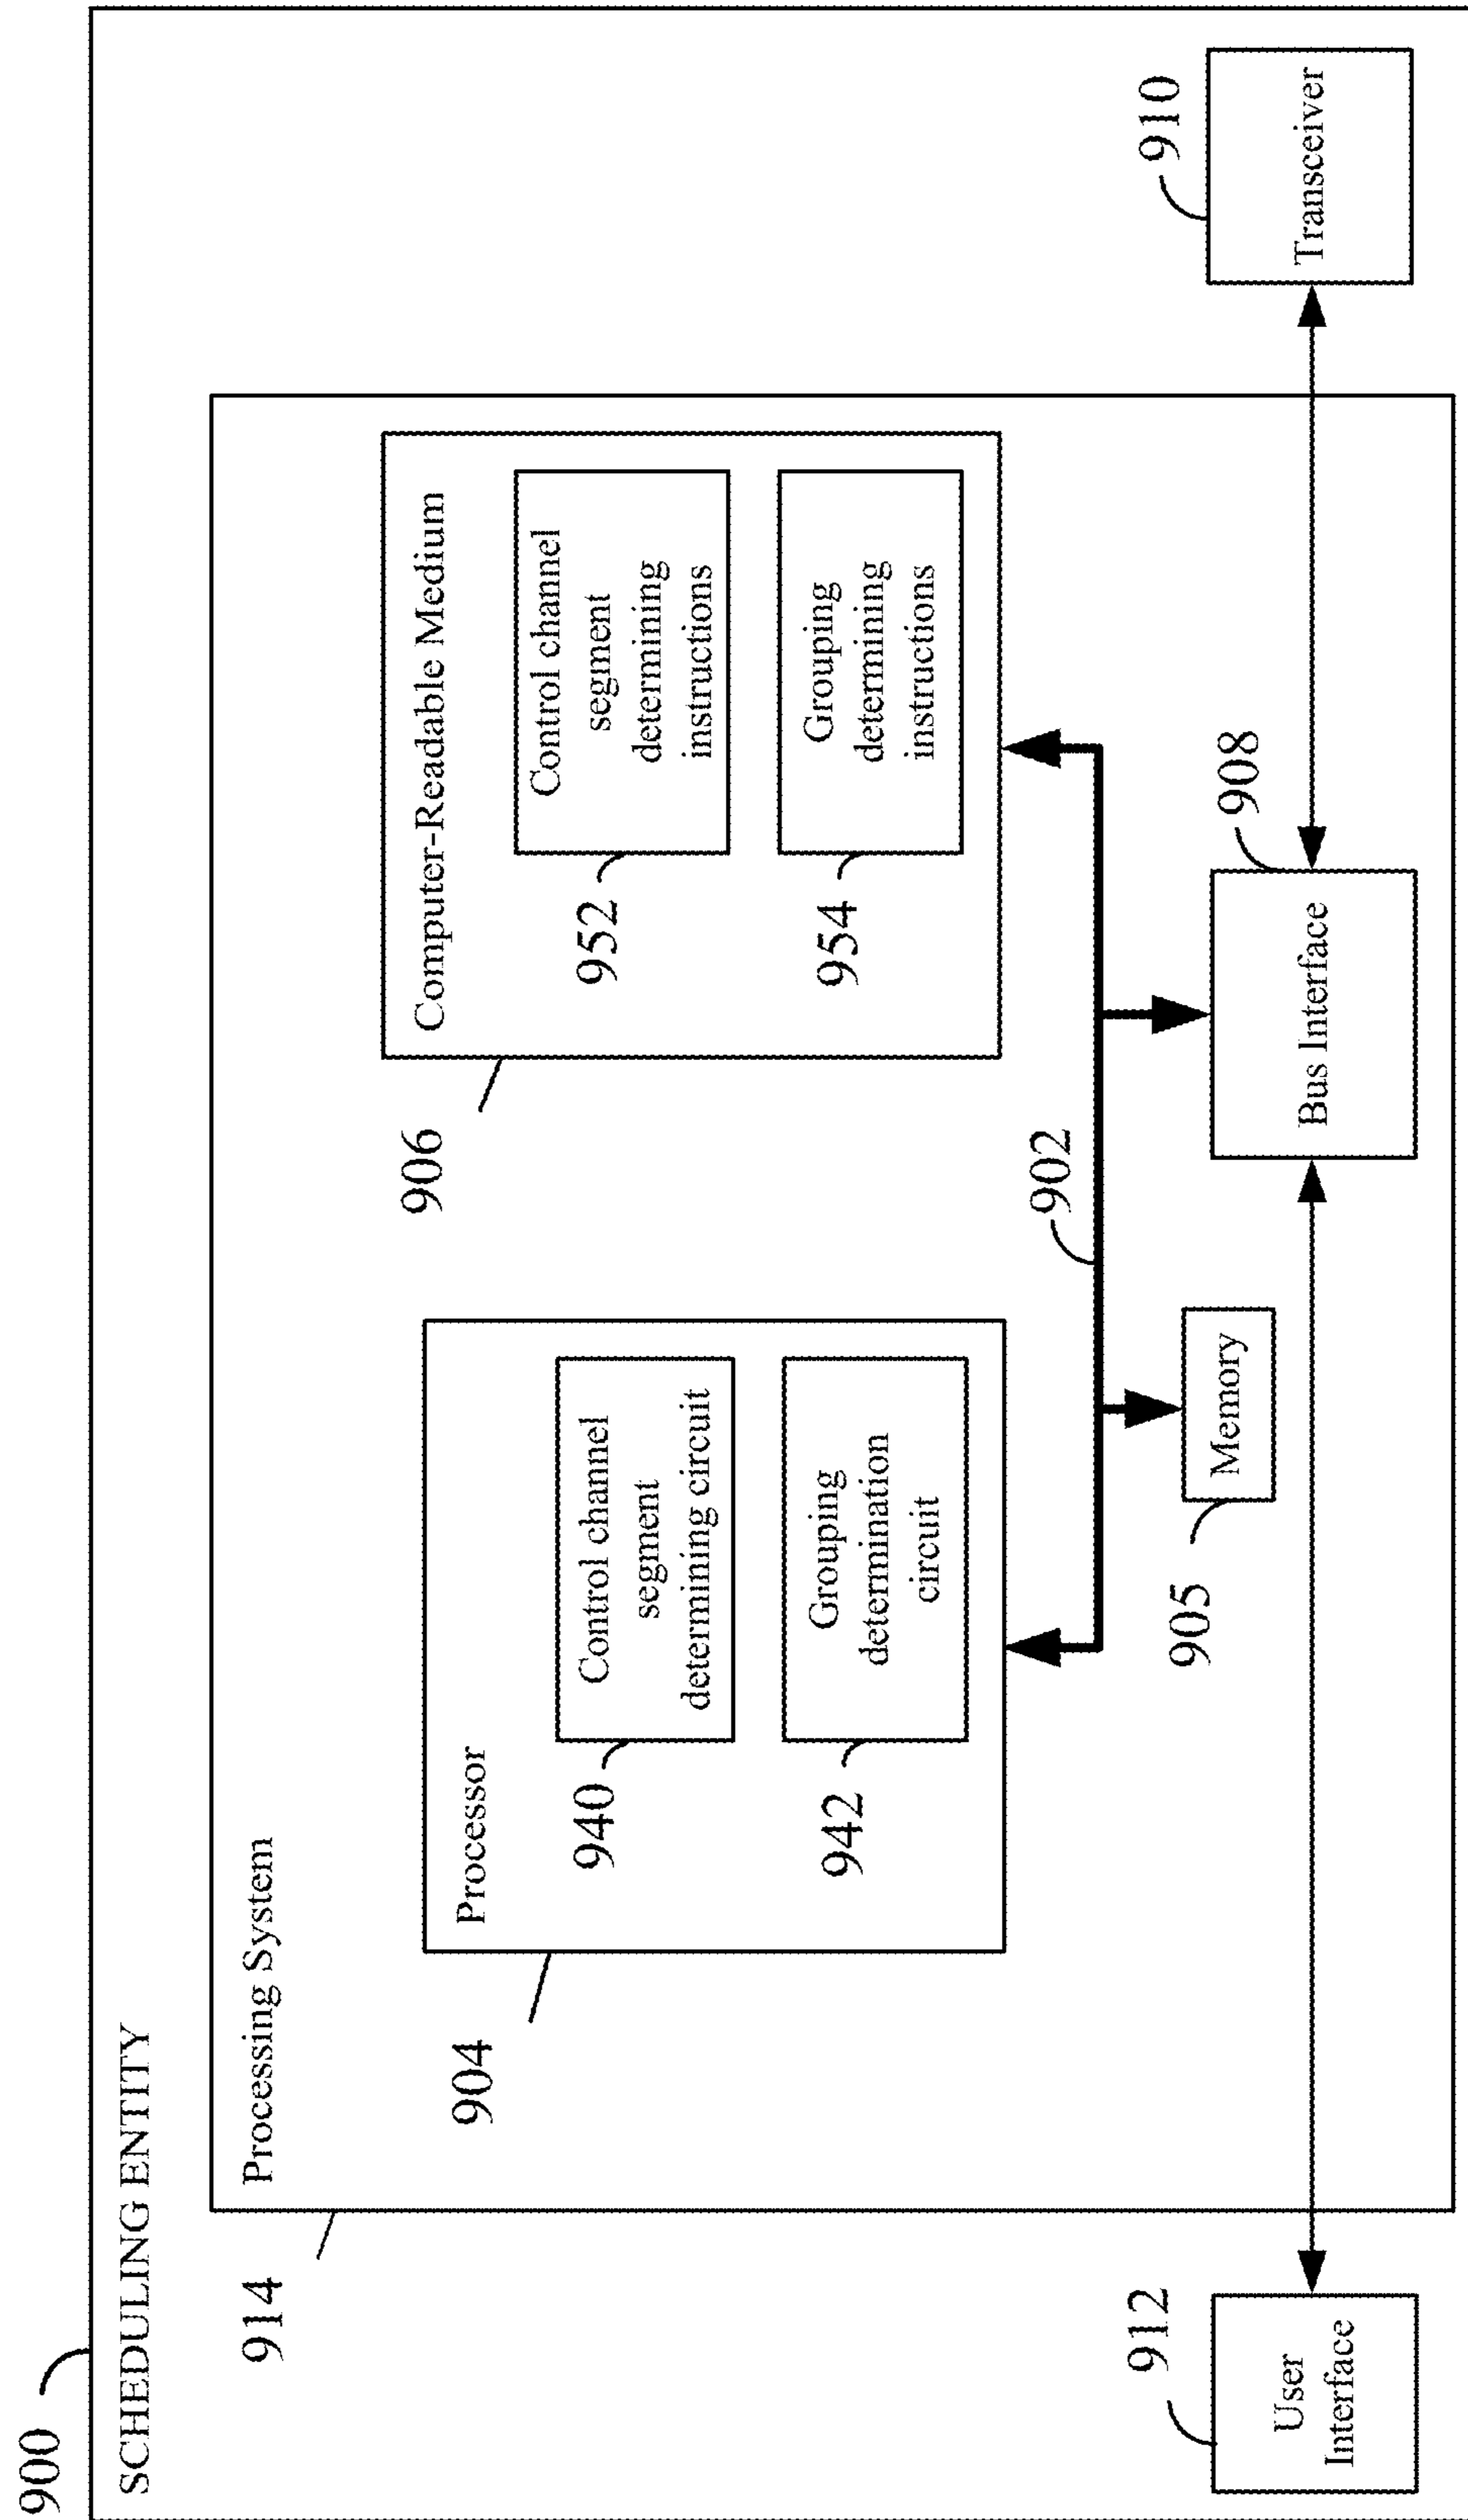 900
SCHEDULING ENTITY
914
Processing System
904
Processor
940
Control channel
segment
determining circuit
942
Grouping
determination
circuit
906
Computer-Readable Medium
952
Control channel
segment
determining
instructions
954
Grouping
determining
instructions
902
905
Memory
908
Bus Interface
912
User
Interface
910
Transceiver